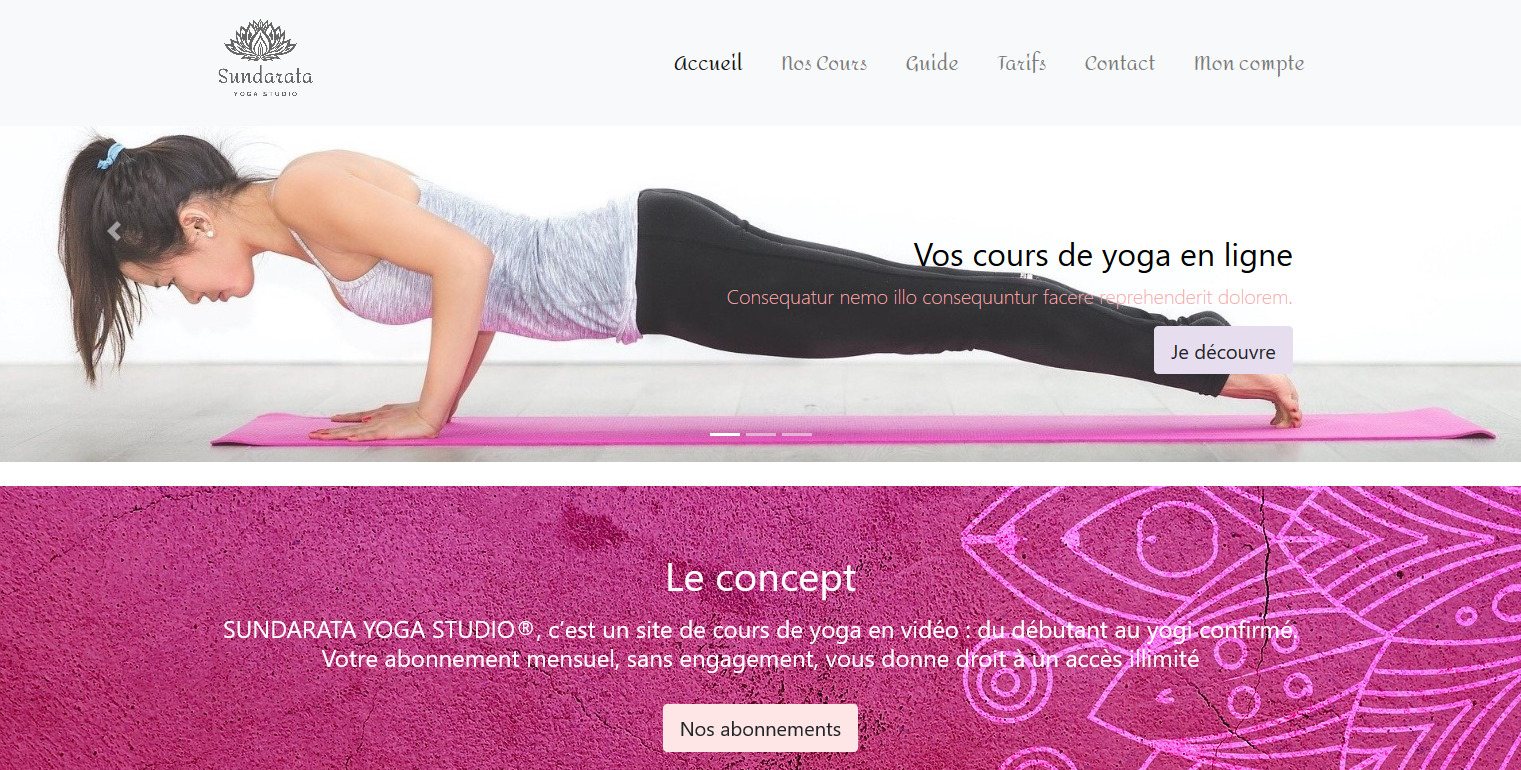 Sundarata
YOGA STUDIO
Accueil
Nos Cours
Guide
Tarifs
Contact
Mon compte
Vos cours de yoga en ligne
Consequatur nemo illo consequuntur facere reprehenderit dolorem.
Je découvre
Le concept
SUNDARATA YOGA STUDIO®, c’est un site de cours de yoga en vidéo : du débutant au yogi confirmé.
Votre abonnement mensuel, sans engagement, vous donne droit à un accès illimité
Nos abonnements